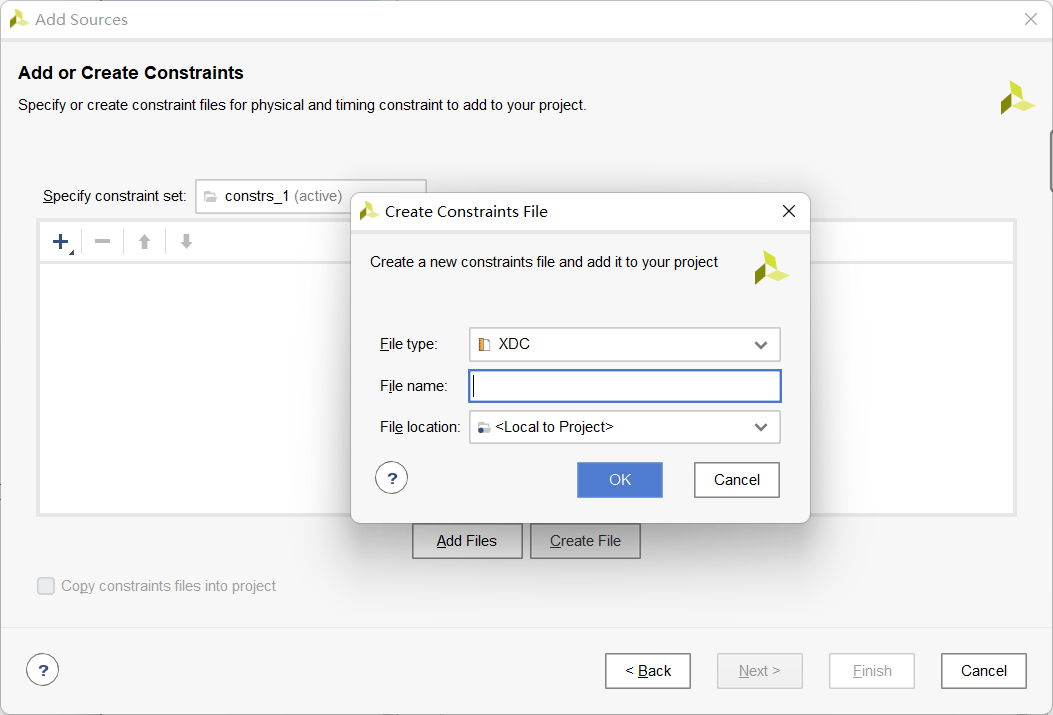 Add Sources
Add or Create Constraints
Specify or create constraint files for physical and timing constraint to add to your project.
Specify constraint set: constrs_1 (active)
Create Constraints File
Create a new constraints file and add it to your project
File type: XDC
File name:
File location: <Local to Project>
? OK Cancel
Add Files Create File
Copy constraints files into project
? < Back Next > Finish Cancel